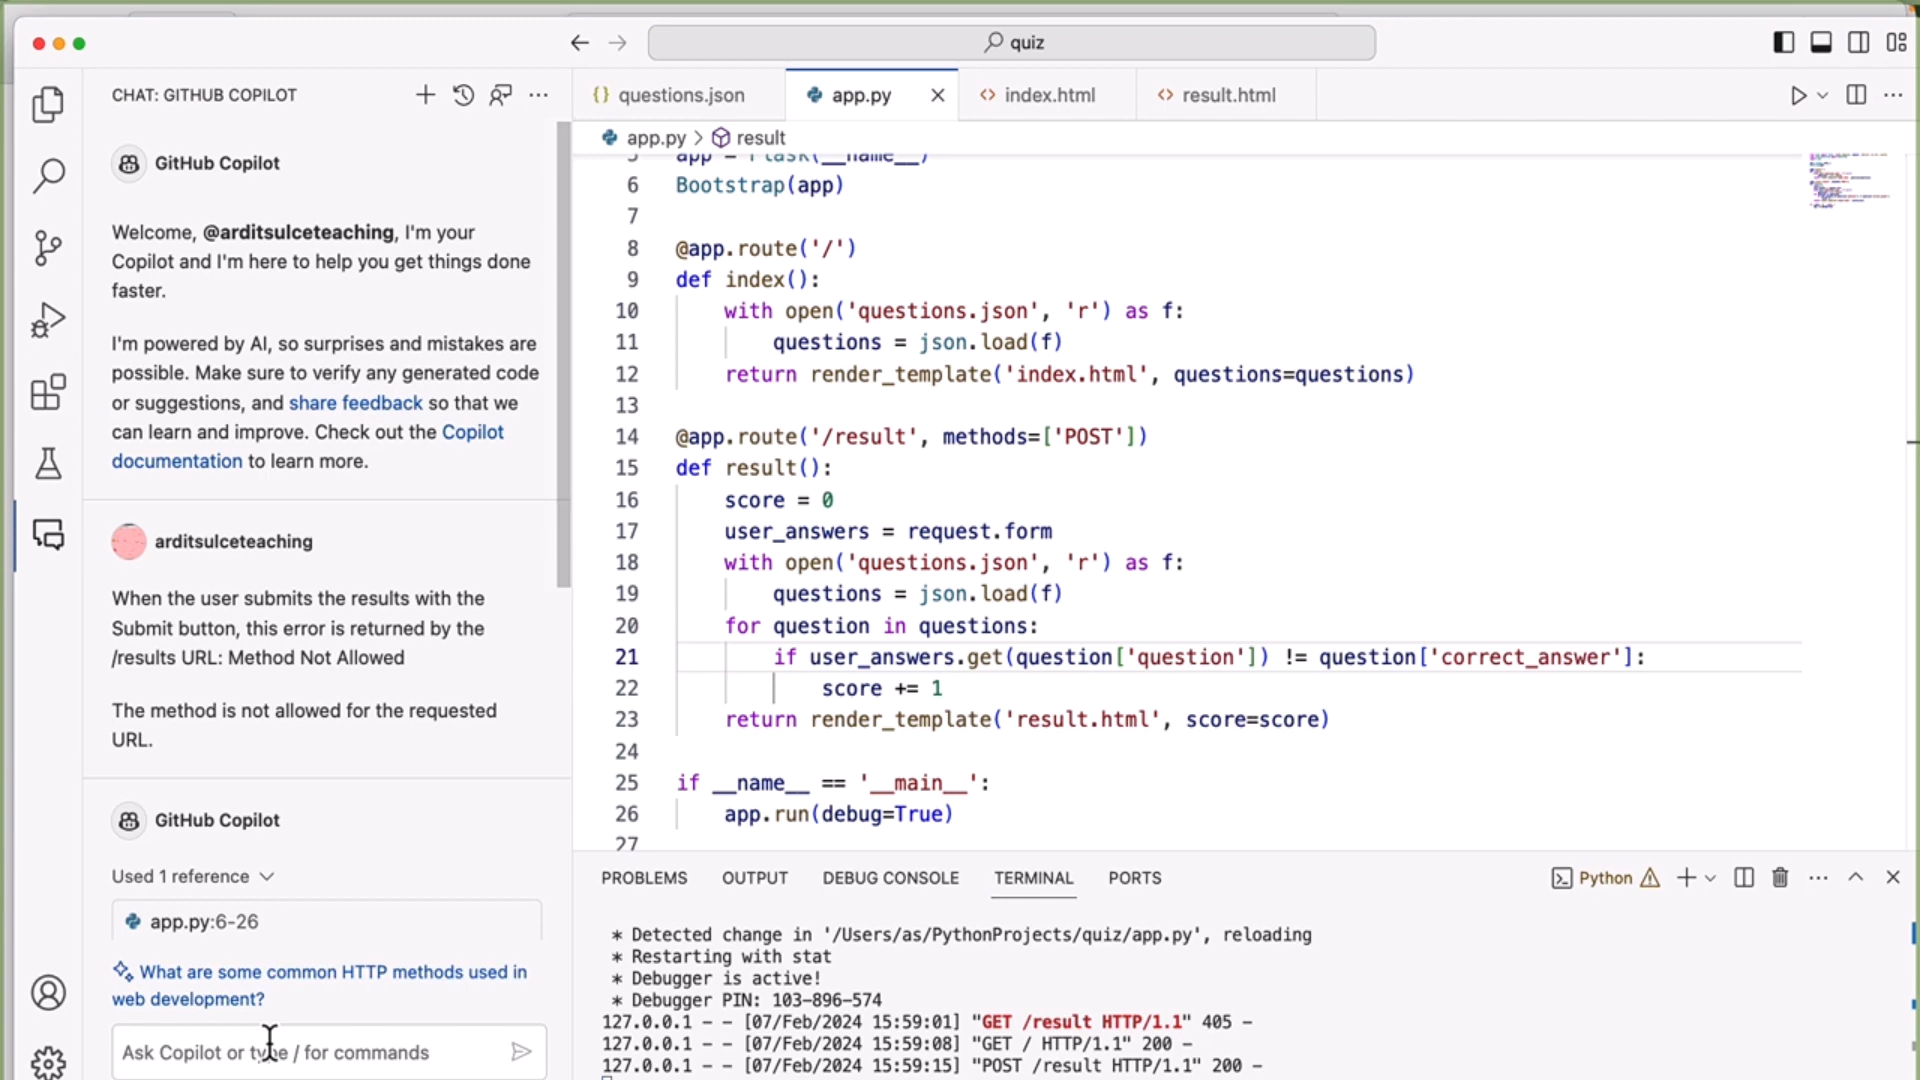 quiz
CHAT: GITHUB COPILOT
GitHub Copilot
Welcome, @arditsulceteaching, I'm your
Copilot and I'm here to help you get things done
faster.
I'm powered by AI, so surprises and mistakes are
possible. Make sure to verify any generated code
or suggestions, and share feedback so that we
can learn and improve. Check out the Copilot
documentation to learn more.
arditsulceteaching
When the user submits the results with the
Submit button, this error is returned by the
/results URL: Method Not Allowed
The method is not allowed for the requested
URL.
GitHub Copilot
Used 1 reference
app.py:6-26
What are some common HTTP methods used in
web development?
Ask Copilot or type / for commands
questions.json app.py index.html result.html
app.py > result
5 app = Flask(__name__)
6 Bootstrap(app)
7
8 @app.route('/')
9 def index():
10 with open('questions.json', 'r') as f:
11 questions = json.load(f)
12 return render_template('index.html', questions=questions)
13
14 @app.route('/result', methods=['POST'])
15 def result():
16 score = 0
17 user_answers = request.form
18 with open('questions.json', 'r') as f:
19 questions = json.load(f)
20 for question in questions:
21 if user_answers.get(question['question']) != question['correct_answer']:
22 score += 1
23 return render_template('result.html', score=score)
24
25 if __name__ == '__main__':
26 app.run(debug=True)
27
PROBLEMS OUTPUT DEBUG CONSOLE TERMINAL PORTS Python
* Detected change in '/Users/as/PythonProjects/quiz/app.py', reloading
* Restarting with stat
* Debugger is active!
* Debugger PIN: 103-896-574
127.0.0.1 - - [07/Feb/2024 15:59:01] "GET /result HTTP/1.1" 405 -
127.0.0.1 - - [07/Feb/2024 15:59:08] "GET / HTTP/1.1" 200 -
127.0.0.1 - - [07/Feb/2024 15:59:15] "POST /result HTTP/1.1" 200 -